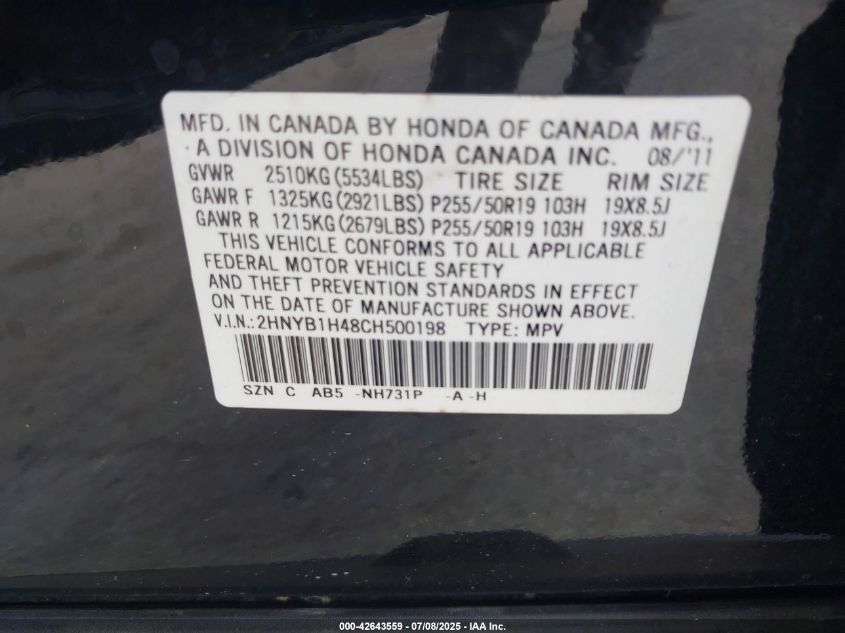 MFD. IN CANADA BY HONDA OF CANADA MFG.,
A DIVISION OF HONDA CANADA INC. 08/'11
GVWR 2510KG (5534LBS) TIRE SIZE RIM SIZE
GAWR F 1325KG (2921LBS) P255/50R19 103H 19X8.5J
GAWR R 1215KG (2679LBS) P255/50R19 103H 19X8.5J
THIS VEHICLE CONFORMS TO ALL APPLICABLE
FEDERAL MOTOR VEHICLE SAFETY
AND THEFT PREVENTION STANDARDS IN EFFECT
ON THE DATE OF MANUFACTURE SHOWN ABOVE.
V.I.N.: 2HNYB1H48CH500198 TYPE: MPV
SZN C AB5 -NH731P -A -H
000-42643559 - 07/08/2025 - IAA Inc.